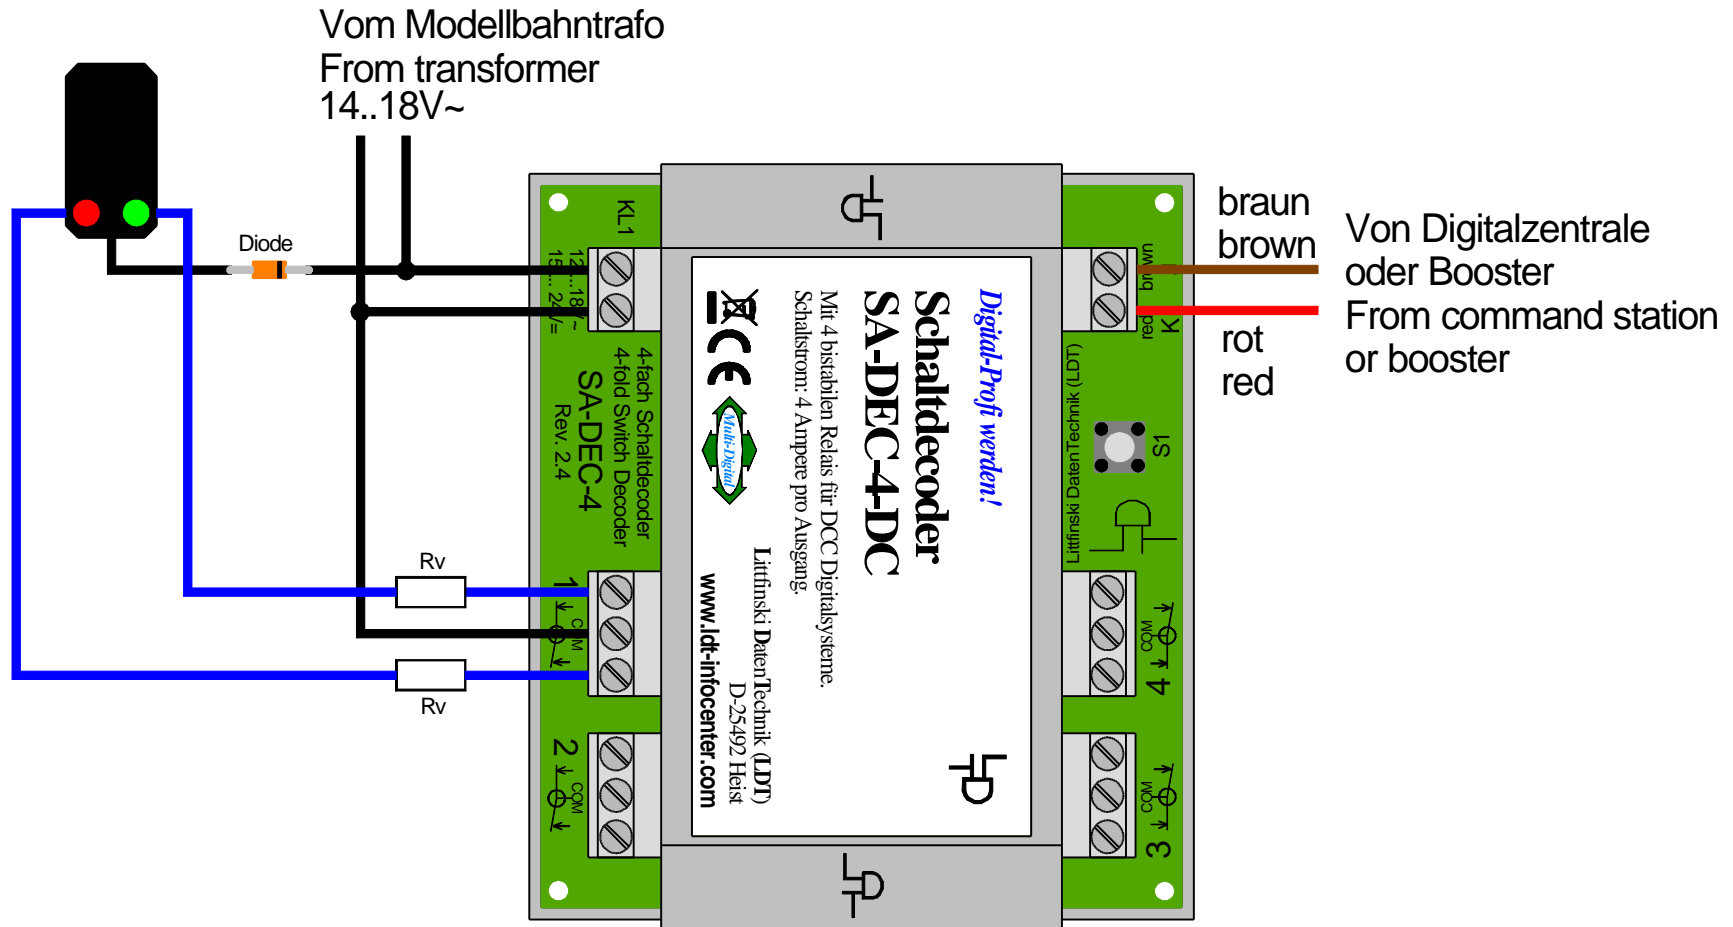 Vom Modellbahntrafo
From transformer
14..18V~
Diode
Rv
Rv
KL1
12...18V~
15... 24V=
4-fach Schaltdecoder
4-fold Switch Decoder
SA-DEC-4
Rev. 2.4
1
COM
2
COM
Digital-Profi werden!
Schaltdecoder
SA-DEC-4-DC
Mit 4 bistabilen Relais für DCC Digitalsysteme.
Schaltstrom: 4 Ampere pro Ausgang.
CE
Multi-Digital
Littfinski DatenTechnik (LDT)
D-25492 Heist
www.ldt-infocenter.com
Littfinski DatenTechnik (LDT)
S1
COM
4
COM
3
braun
brown
rot
red
Von Digitalzentrale
oder Booster
From command station
or booster